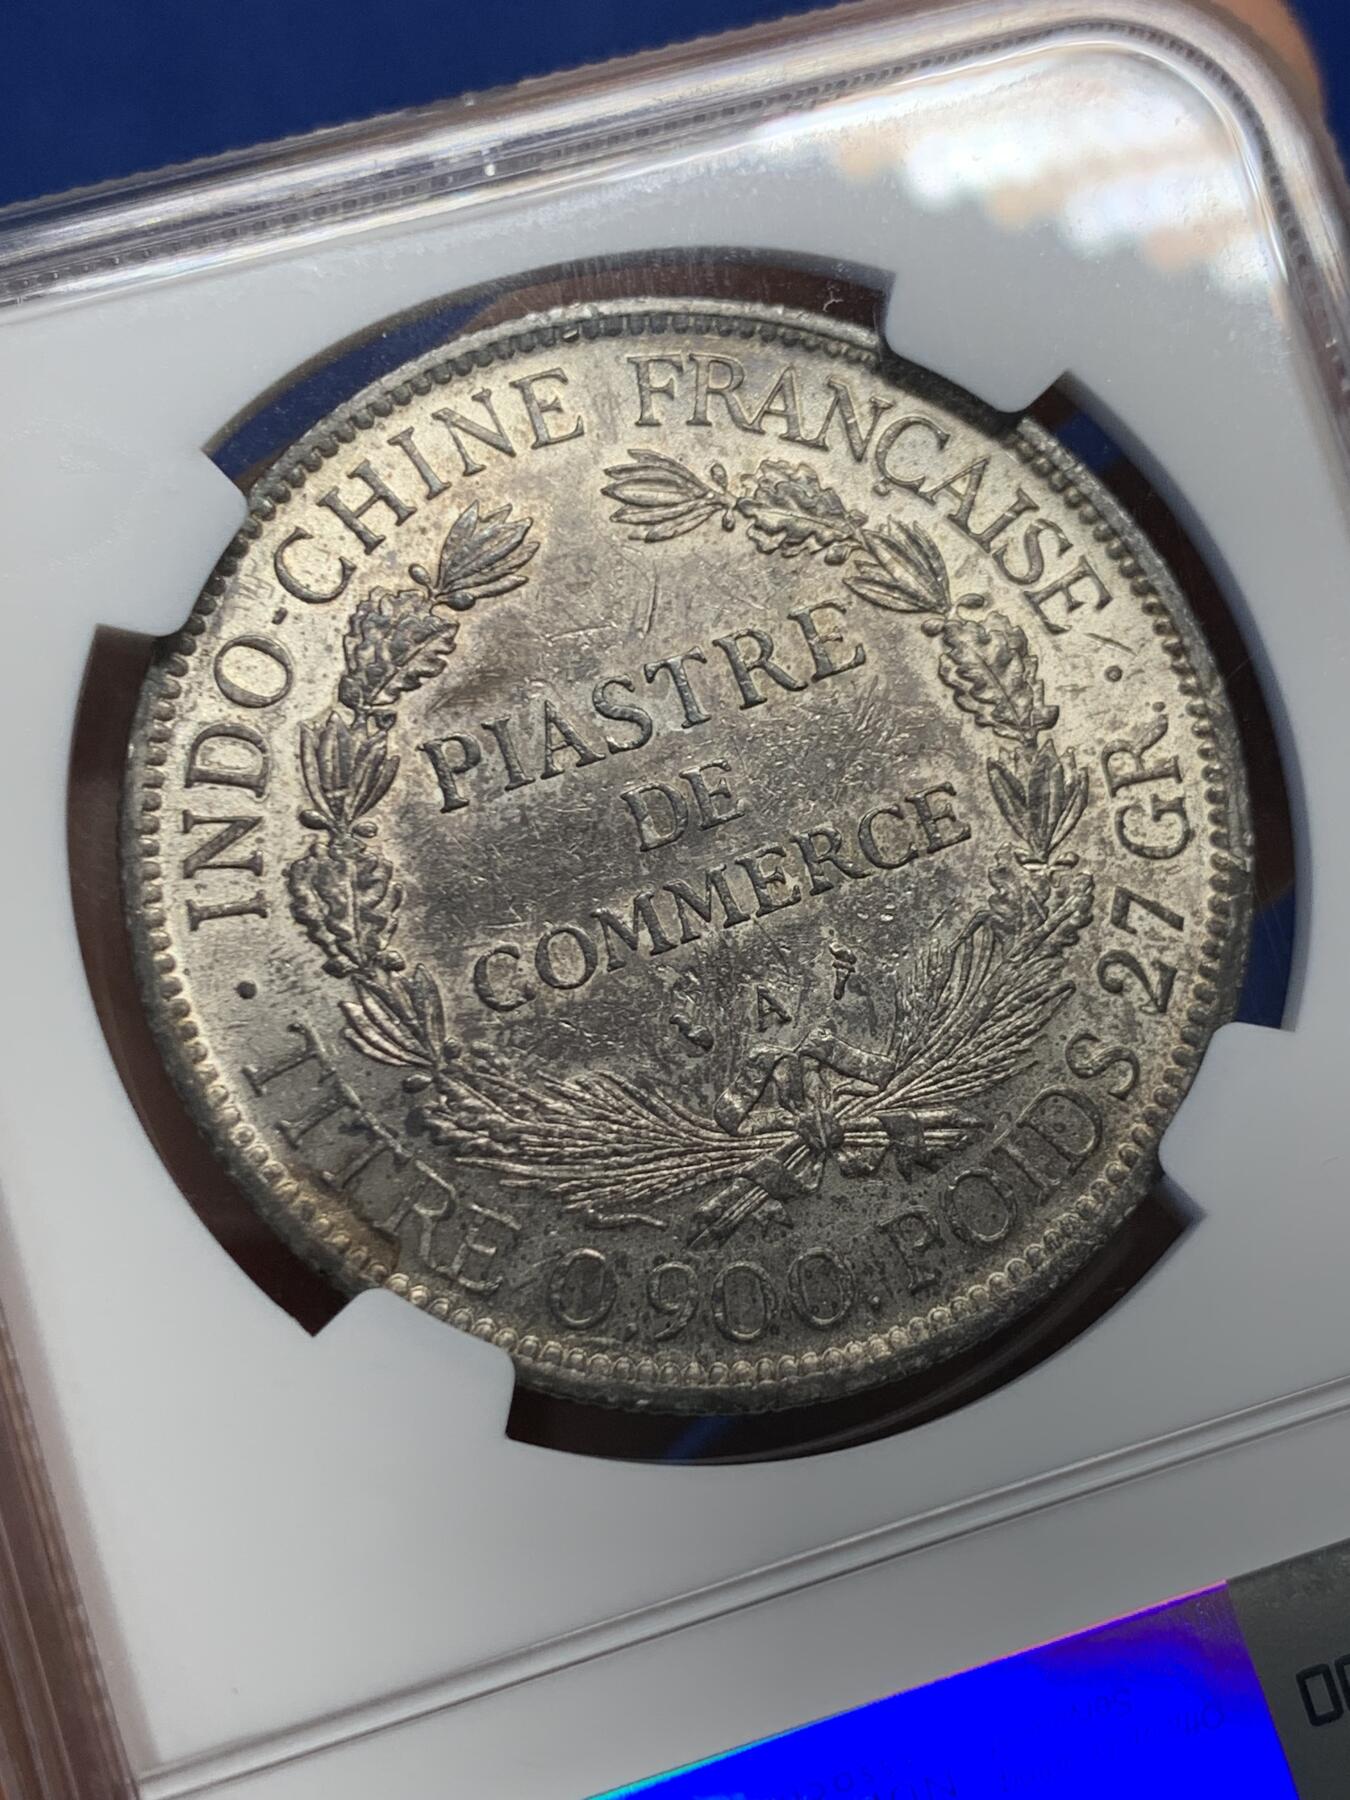 · INDO-CHINE FRANÇAISE ·
PIASTRE
DE
COMMERCE
A
TITRE 0.900. POIDS 27 GR.